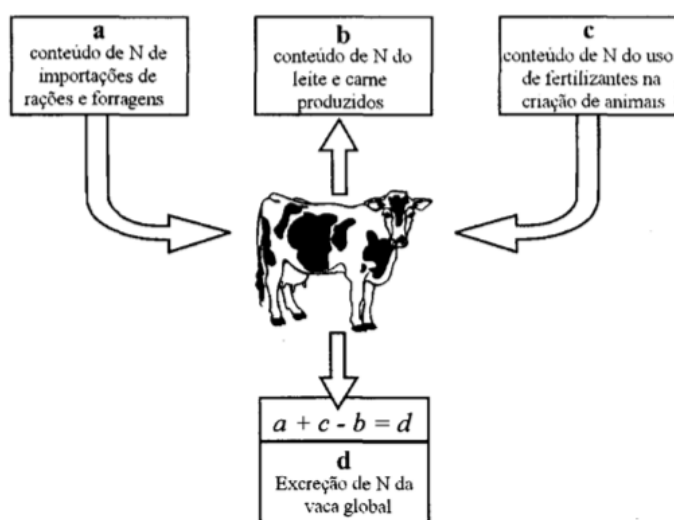 a
conteúdo de N de
importações de
rações e forragens
b
conteúdo de N do
leite e carne
produzidos
c
conteúdo de N do uso
de fertilizantes na
criação de animais
a + c - b = d
d
Excreção de N da
vaca global